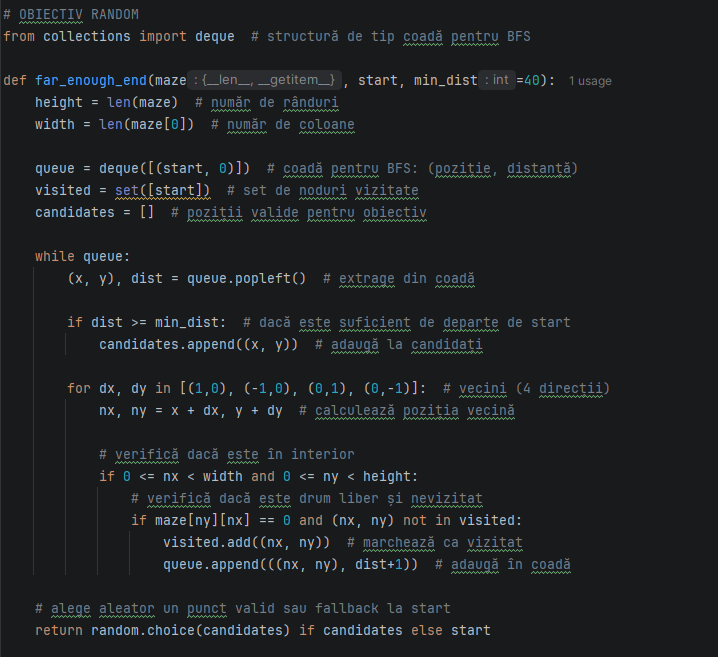 # OBIECTIV RANDOM
from collections import deque  # structură de tip coadă pentru BFS
def far_enough_end(maze : {__len__, __getitem__} , start, min_dist : int =40):  1 usage
    height = len(maze)  # număr de rânduri
    width = len(maze[0])  # număr de coloane
    queue = deque([(start, 0)])  # coadă pentru BFS: (poziție, distanță)
    visited = set([start])  # set de noduri vizitate
    candidates = []  # poziții valide pentru obiectiv
    while queue:
        (x, y), dist = queue.popleft()  # extrage din coadă
        if dist >= min_dist:  # dacă este suficient de departe de start
            candidates.append((x, y))  # adaugă la candidați
        for dx, dy in [(1,0), (-1,0), (0,1), (0,-1)]:  # vecini (4 direcții)
            nx, ny = x + dx, y + dy  # calculează poziția vecină
            # verifică dacă este în interior
            if 0 <= nx < width and 0 <= ny < height:
                # verifică dacă este drum liber și nevizitat
                if maze[ny][nx] == 0 and (nx, ny) not in visited:
                    visited.add((nx, ny))  # marchează ca vizitat
                    queue.append(((nx, ny), dist+1))  # adaugă în coadă
    # alege aleator un punct valid sau fallback la start
    return random.choice(candidates) if candidates else start